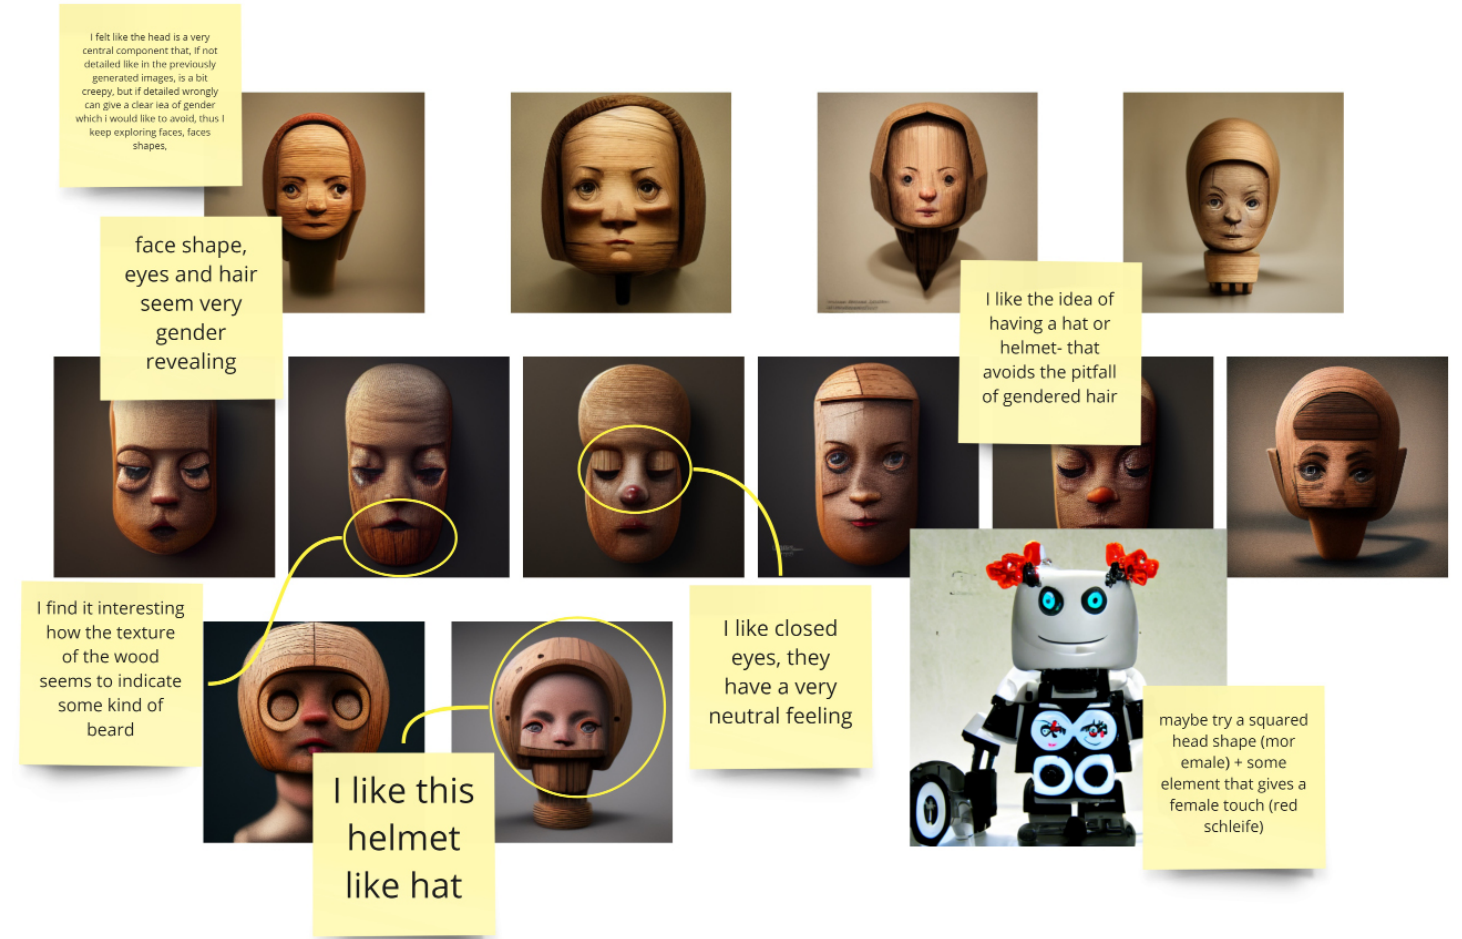 I felt like the head is a very
central component that, If not
detailed like in the previously
generated images, is a bit
creepy, but if detailed wrongly
can give a clear iea of gender
which i would like to avoid, thus I
keep exploring faces, faces
shapes,
face shape,
eyes and hair
seem very
gender
revealing
I like the idea of
having a hat or
helmet- that
avoids the pitfall
of gendered hair
I find it interesting
how the texture
of the wood
seems to indicate
some kind of
beard
I like closed
eyes, they
have a very
neutral feeling
I like this
helmet
like hat
maybe try a squared
head shape (mor
emale) + some
element that gives a
female touch (red
schleife)